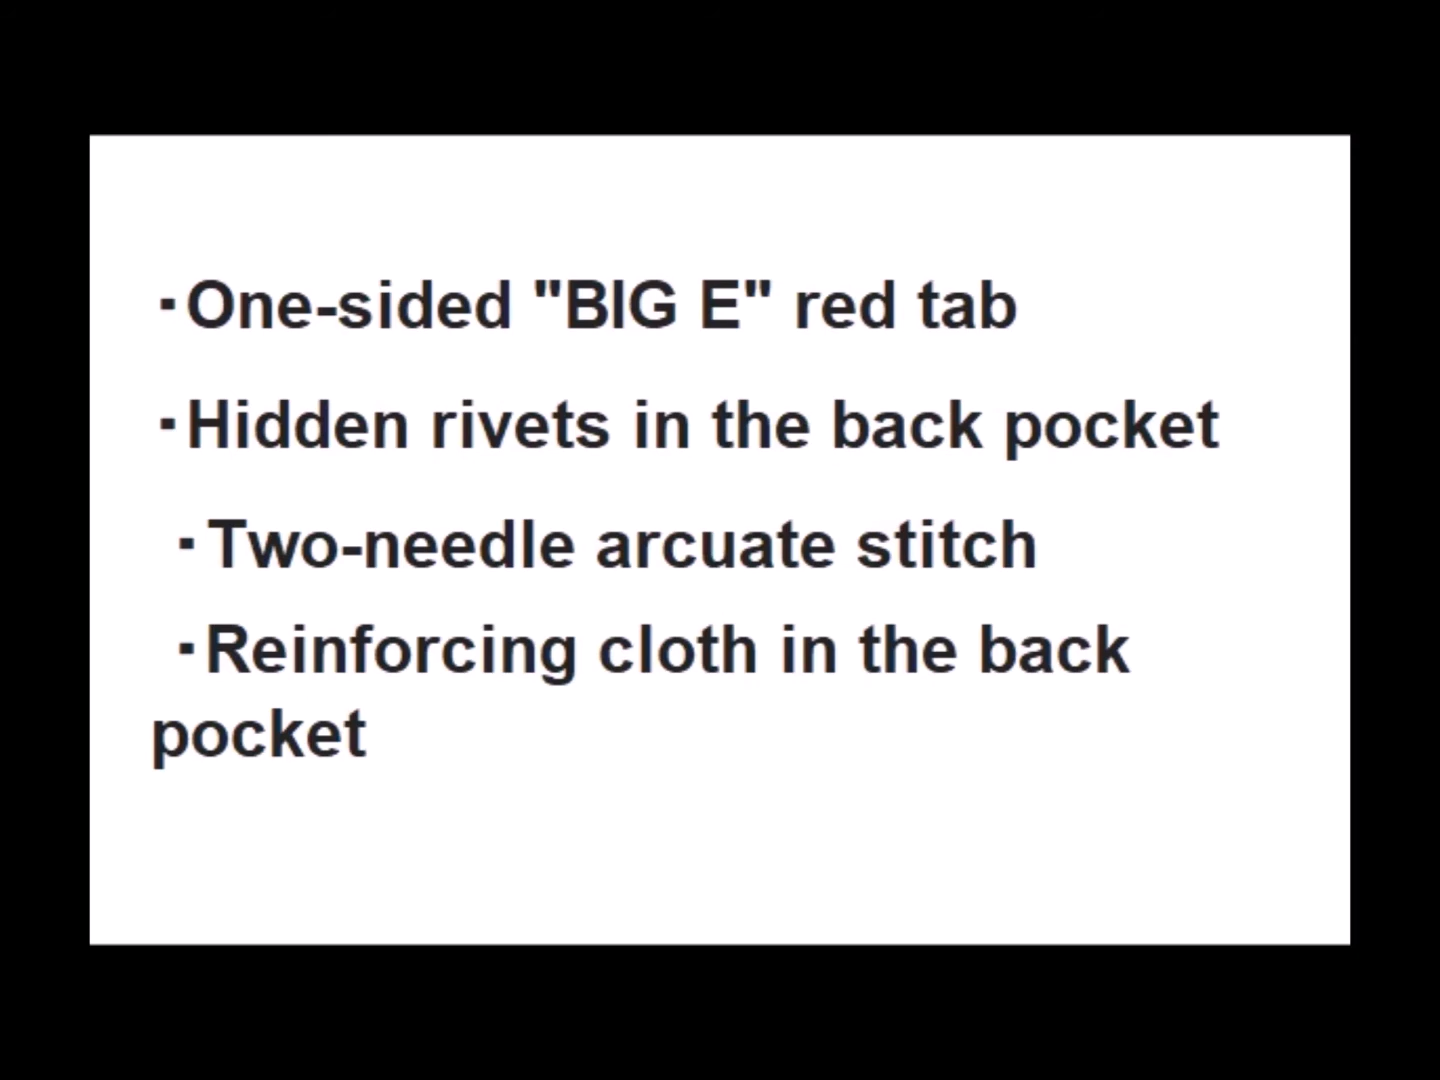 ▪One-sided "BIG E" red tab
▪Hidden rivets in the back pocket
▪Two-needle arcuate stitch
▪Reinforcing cloth in the back
pocket